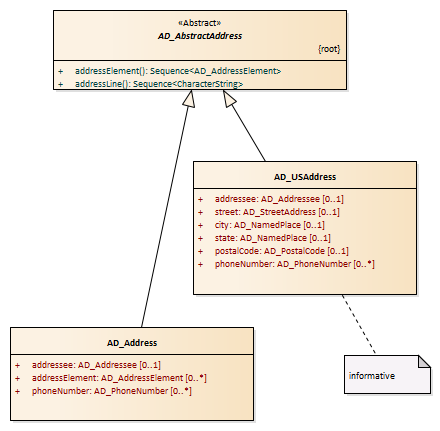 «Abstract»
AD_AbstractAddress
{root}
+ addressElement(): Sequence<AD_AddressElement>
+ addressLine(): Sequence<CharacterString>
AD_USAddress
+ addressee: AD_Addressee [0..1]
+ street: AD_StreetAddress [0..1]
+ city: AD_NamedPlace [0..1]
+ state: AD_NamedPlace [0..1]
+ postalCode: AD_PostalCode [0..1]
+ phoneNumber: AD_PhoneNumber [0..*]
AD_Address
+ addressee: AD_Addressee [0..1]
+ addressElement: AD_AddressElement [0..*]
+ phoneNumber: AD_PhoneNumber [0..*]
informative